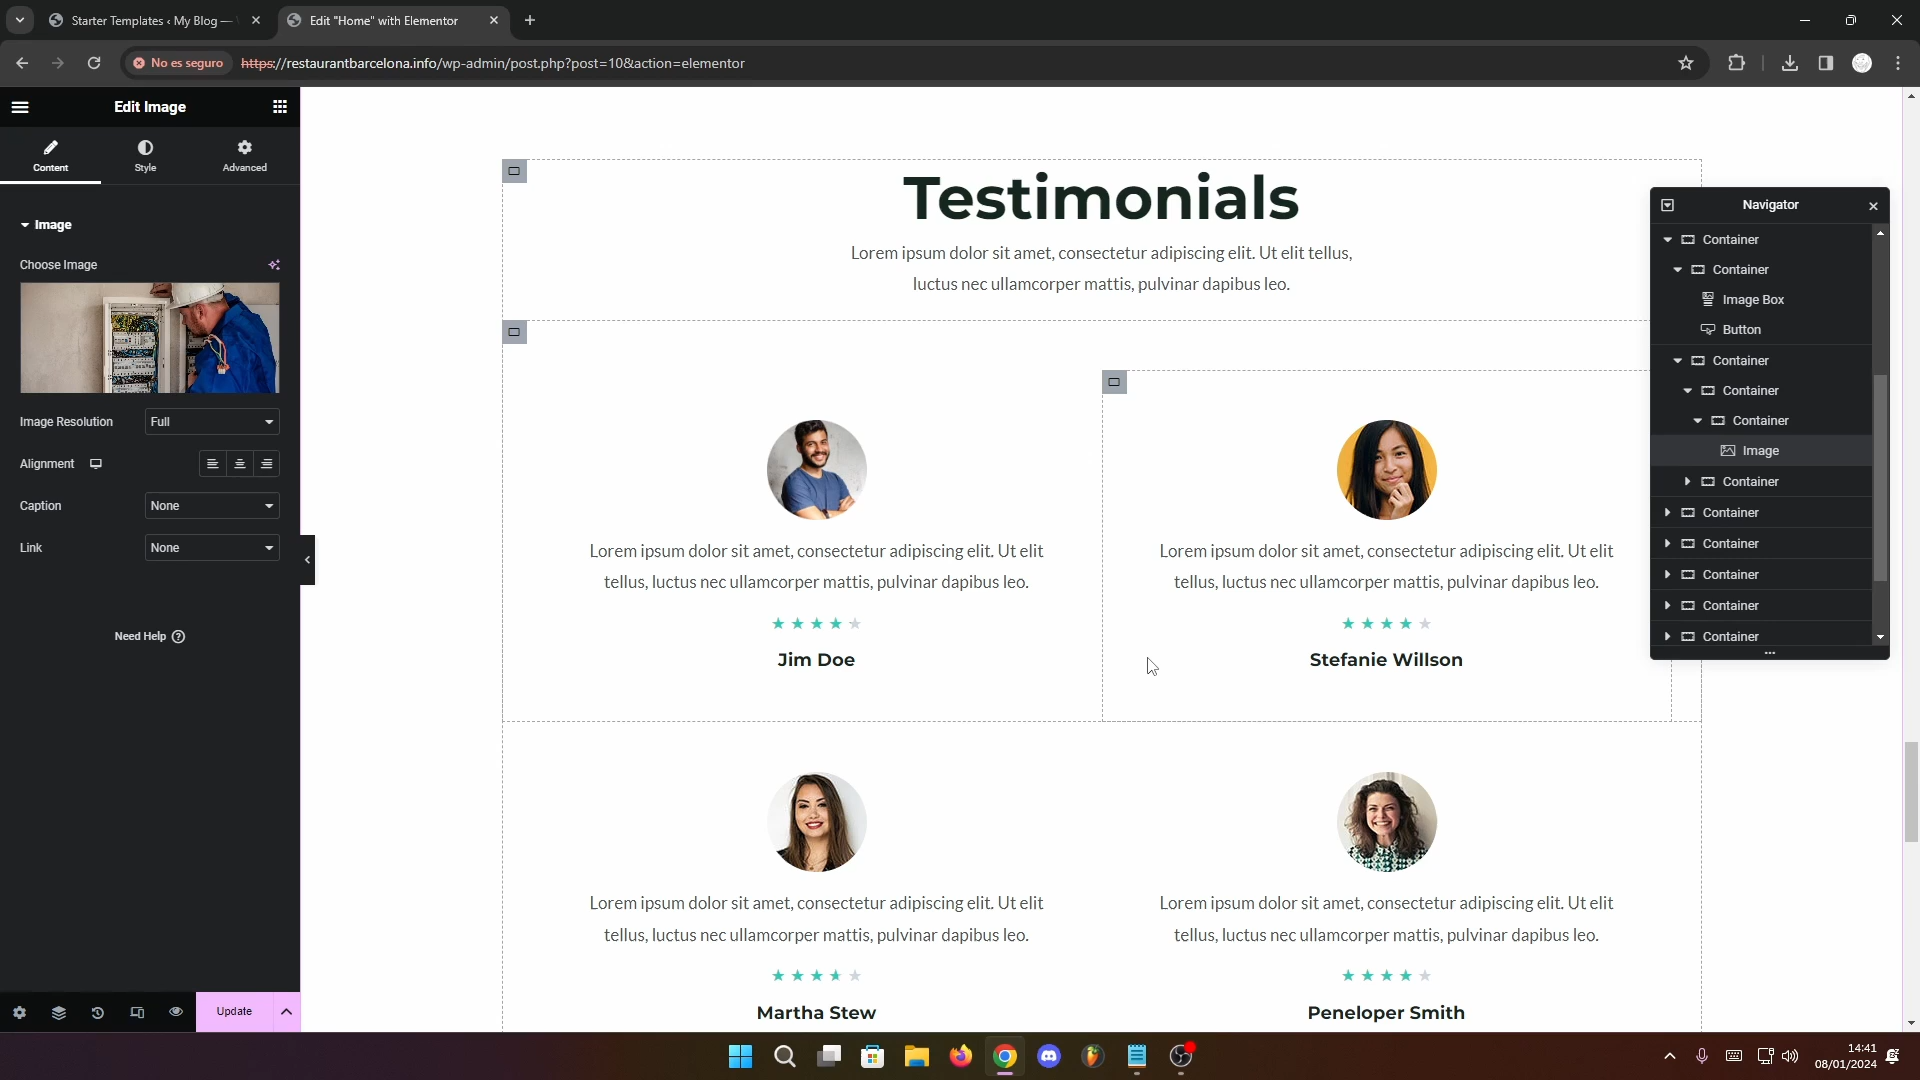 Starter Templates ‹ My Blog —
Edit "Home" with Elementor
No es seguro
https://restaurantbarcelona.info/wp-admin/post.php?post=10&action=elementor
Edit Image
Content
Style
Advanced
Image
Choose Image
Image Resolution
Full
Alignment
Caption
None
Link
None
Need Help
Update
Testimonials
Lorem ipsum dolor sit amet, consectetur adipiscing elit. Ut elit tellus,
luctus nec ullamcorper mattis, pulvinar dapibus leo.
Lorem ipsum dolor sit amet, consectetur adipiscing elit. Ut elit
tellus, luctus nec ullamcorper mattis, pulvinar dapibus leo.
Jim Doe
Lorem ipsum dolor sit amet, consectetur adipiscing elit. Ut elit
tellus, luctus nec ullamcorper mattis, pulvinar dapibus leo.
Stefanie Willson
Lorem ipsum dolor sit amet, consectetur adipiscing elit. Ut elit
tellus, luctus nec ullamcorper mattis, pulvinar dapibus leo.
Martha Stew
Lorem ipsum dolor sit amet, consectetur adipiscing elit. Ut elit
tellus, luctus nec ullamcorper mattis, pulvinar dapibus leo.
Peneloper Smith
Navigator
Container
Container
Image Box
Button
Container
Container
Container
Image
Container
Container
Container
Container
Container
Container
14:41
08/01/2024